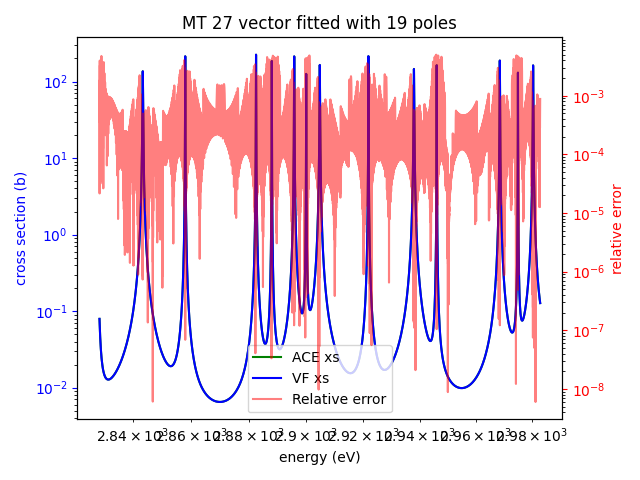 MT 27 vector fitted with 19 poles
cross section (b)
10²
10¹
10⁰
10⁻¹
10⁻²
10⁻³
10⁻⁴
10⁻⁵
10⁻⁶
10⁻⁷
10⁻⁸
relative error
ACE xs
VF xs
Relative error
2.84 × 10³ 2.86 × 10³ 2.88 × 10³ 2.9 × 10³ 2.92 × 10³ 2.94 × 10³ 2.96 × 10³ 2.98 × 10³
energy (eV)